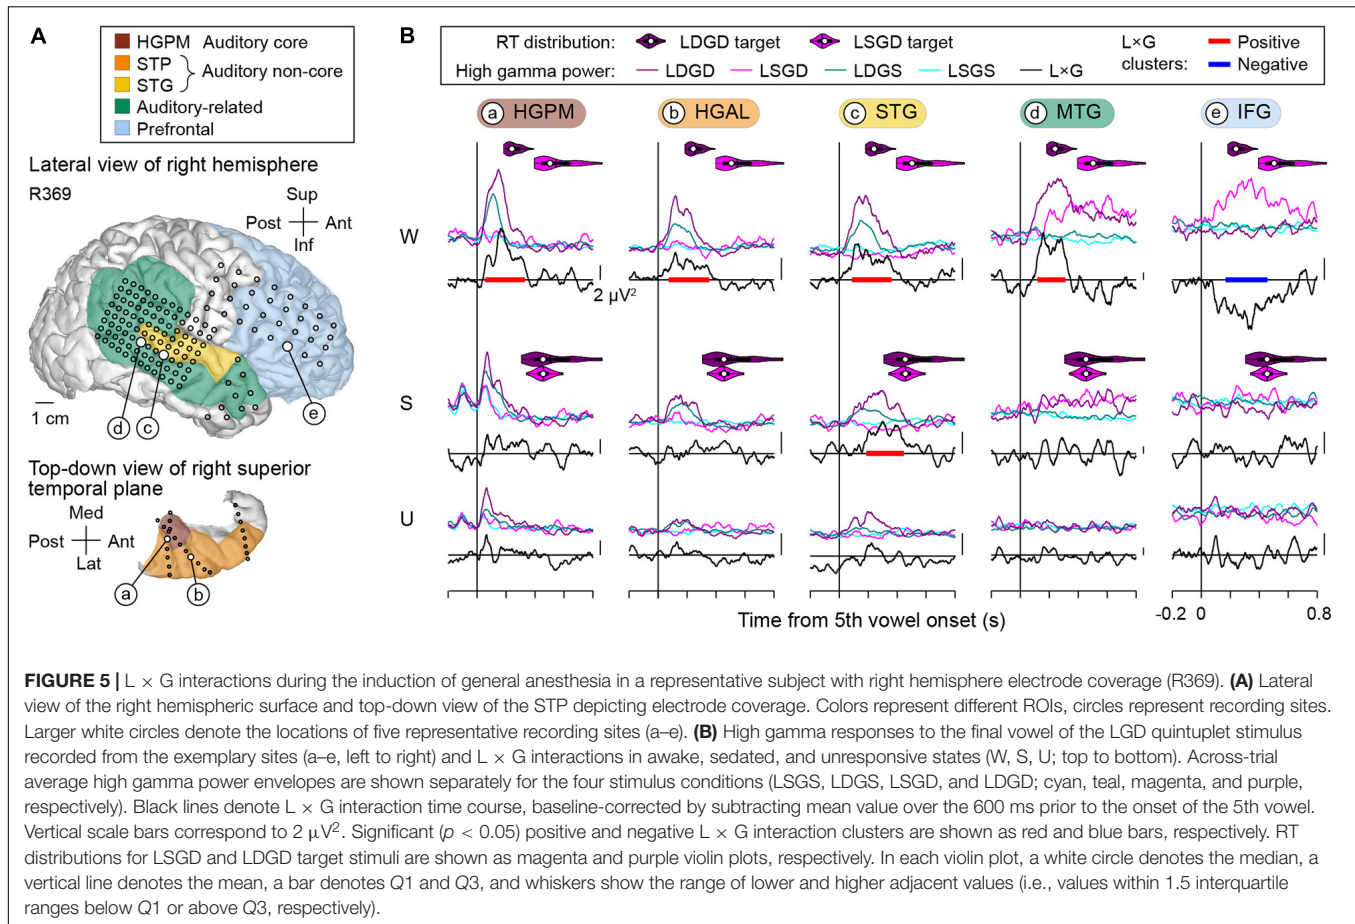 A
HGPM Auditory core
STP
STG
Auditory non-core
Auditory-related
Prefrontal
Lateral view of right hemisphere
R369
Sup
Post Ant
Inf
1 cm
d c e
Top-down view of right superior
temporal plane
Med
Post Ant
Lat
a b
B
RT distribution: LDGD target LSGD target
High gamma power: LDGD LSGD LDGS LSGS L×G
L×G
clusters:
Positive
Negative
a HGPM b HGAL c STG d MTG e IFG
W
2 µV²
S
U
-0.2 0 0.8
Time from 5th vowel onset (s)
FIGURE 5 | L × G interactions during the induction of general anesthesia in a representative subject with right hemisphere electrode coverage (R369). (A) Lateral
view of the right hemispheric surface and top-down view of the STP depicting electrode coverage. Colors represent different ROIs, circles represent recording sites.
Larger white circles denote the locations of five representative recording sites (a–e). (B) High gamma responses to the final vowel of the LGD quintuplet stimulus
recorded from the exemplary sites (a–e, left to right) and L × G interactions in awake, sedated, and unresponsive states (W, S, U; top to bottom). Across-trial
average high gamma power envelopes are shown separately for the four stimulus conditions (LSGS, LDGS, LSGD, and LDGD; cyan, teal, magenta, and purple,
respectively). Black lines denote L × G interaction time course, baseline-corrected by subtracting mean value over the 600 ms prior to the onset of the 5th vowel.
Vertical scale bars correspond to 2 µV². Significant (p < 0.05) positive and negative L × G interaction clusters are shown as red and blue bars, respectively. RT
distributions for LSGD and LDGD target stimuli are shown as magenta and purple violin plots, respectively. In each violin plot, a white circle denotes the median, a
vertical line denotes the mean, a bar denotes Q1 and Q3, and whiskers show the range of lower and higher adjacent values (i.e., values within 1.5 interquartile
ranges below Q1 or above Q3, respectively).